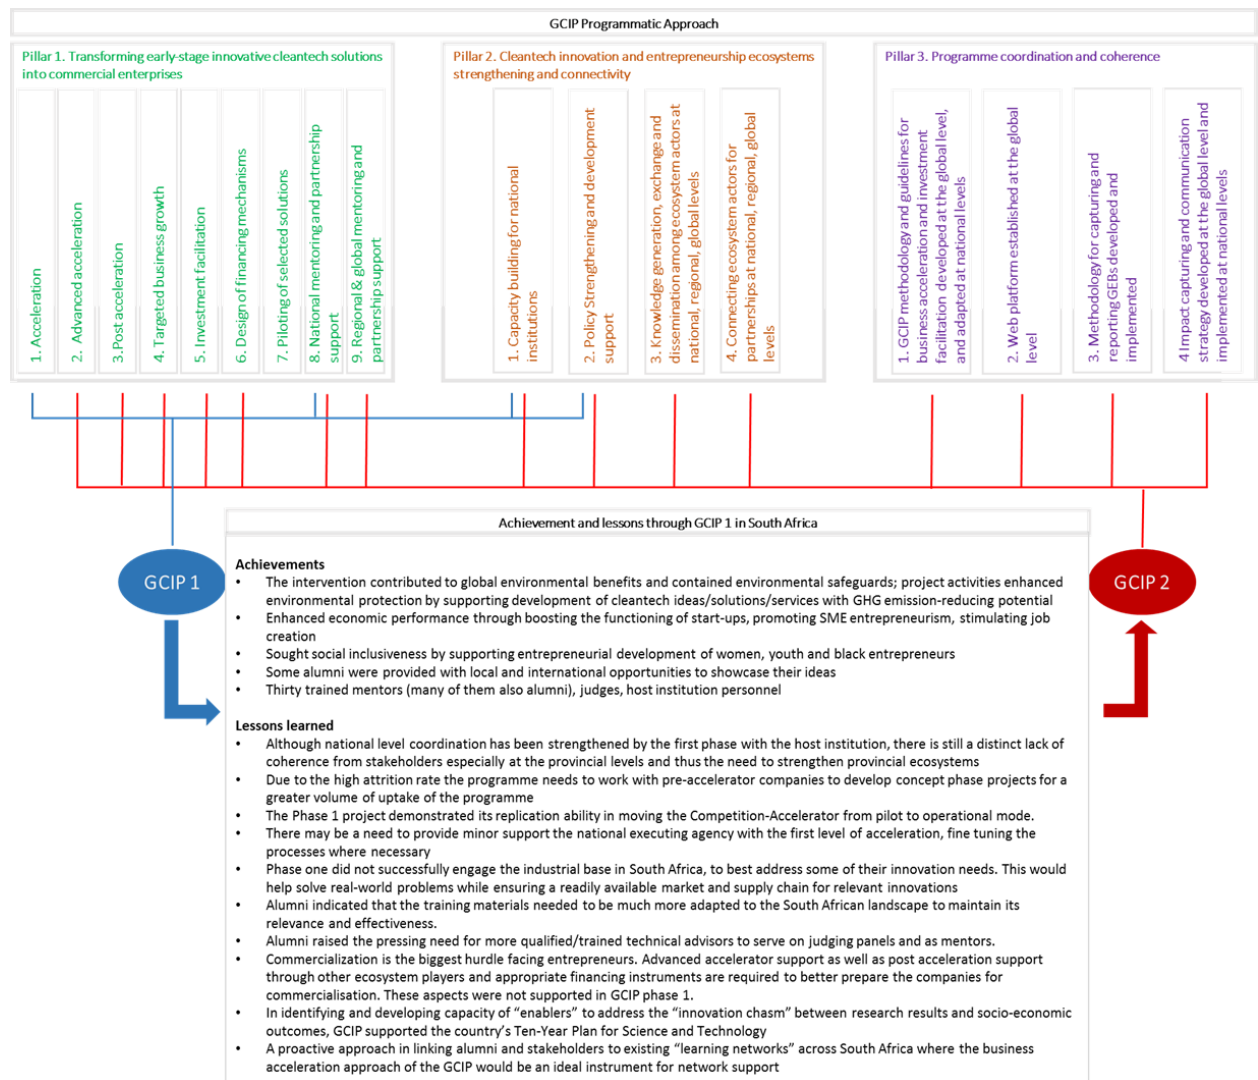 GCIP Programmatic Approach
Pillar 1. Transforming early-stage innovative cleantech solutions
into commercial enterprises
1. Acceleration
2. Advanced acceleration
3.Post acceleration
4. Targeted business growth
5. Investment facilitation
6. Design of financing mechanisms
7. Piloting of selected solutions
8. National mentoring and partnership
support
9. Regional & global mentoring and
partnership support
Pillar 2. Cleantech innovation and entrepreneurship ecosystems
strengthening and connectivity
1. Capacity building for national
institutions
2. Policy Strengthening and development
support
3. Knowledge generation, exchange and
dissemination among ecosystem actors at
national, regional, global levels
4. Connecting ecosystem actors for
partnerships at national, regional, global
levels
Pillar 3. Programme coordination and coherence
1. GCIP methodology and guidelines for
business acceleration and investment
facilitation developed at the global level,
and adapted at national levels
2. Web platform established at the global
level
3. Methodology for capturing and
reporting GEBs developed and
implemented
4 Impact capturing and communication
strategy developed at the global level and
implemented at national levels
GCIP 1
GCIP 2
Achievement and lessons through GCIP 1 in South Africa
Achievements
• The intervention contributed to global environmental benefits and contained environmental safeguards; project activities enhanced
environmental protection by supporting development of cleantech ideas/solutions/services with GHG emission-reducing potential
• Enhanced economic performance through boosting the functioning of start-ups, promoting SME entrepreneurism, stimulating job
creation
• Sought social inclusiveness by supporting entrepreneurial development of women, youth and black entrepreneurs
• Some alumni were provided with local and international opportunities to showcase their ideas
• Thirty trained mentors (many of them also alumni), judges, host institution personnel
Lessons learned
• Although national level coordination has been strengthened by the first phase with the host institution, there is still a distinct lack of
coherence from stakeholders especially at the provincial levels and thus the need to strengthen provincial ecosystems
• Due to the high attrition rate the programme needs to work with pre-accelerator companies to develop concept phase projects for a
greater volume of uptake of the programme
• The Phase 1 project demonstrated its replication ability in moving the Competition-Accelerator from pilot to operational mode.
• There may be a need to provide minor support the national executing agency with the first level of acceleration, fine tuning the
processes where necessary
• Phase one did not successfully engage the industrial base in South Africa, to best address some of their innovation needs. This would
help solve real-world problems while ensuring a readily available market and supply chain for relevant innovations
• Alumni indicated that the training materials needed to be much more adapted to the South African landscape to maintain its
relevance and effectiveness.
• Alumni raised the pressing need for more qualified/trained technical advisors to serve on judging panels and as mentors.
• Commercialization is the biggest hurdle facing entrepreneurs. Advanced accelerator support as well as post acceleration support
through other ecosystem players and appropriate financing instruments are required to better prepare the companies for
commercialisation. These aspects were not supported in GCIP phase 1.
• In identifying and developing capacity of “enablers” to address the “innovation chasm” between research results and socio-economic
outcomes, GCIP supported the country’s Ten-Year Plan for Science and Technology
• A proactive approach in linking alumni and stakeholders to existing “learning networks” across South Africa where the business
acceleration approach of the GCIP would be an ideal instrument for network support